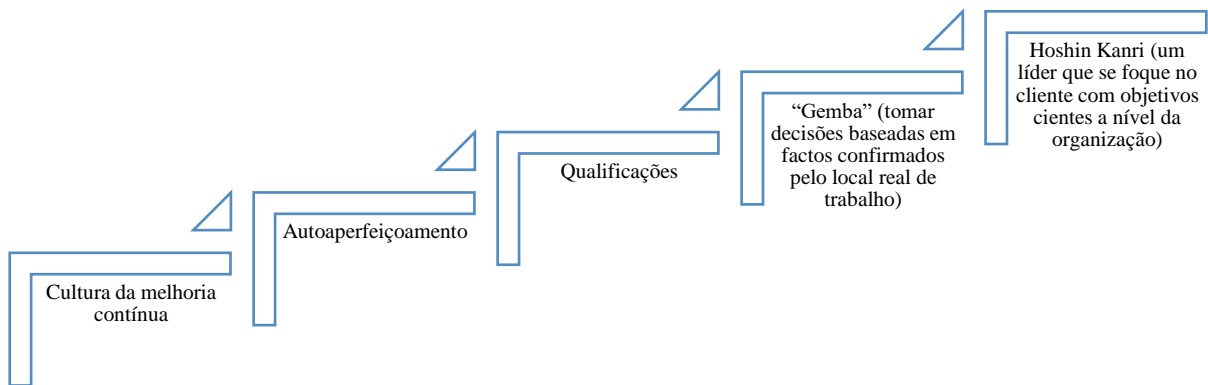 Cultura da melhoria
contínua
Autoaperfeiçoamento
Qualificações
“Gemba” (tomar
decisões baseadas em
factos confirmados
pelo local real de
trabalho)
Hoshin Kanri (um
líder que se foque no
cliente com objetivos
cientes a nível da
organização)